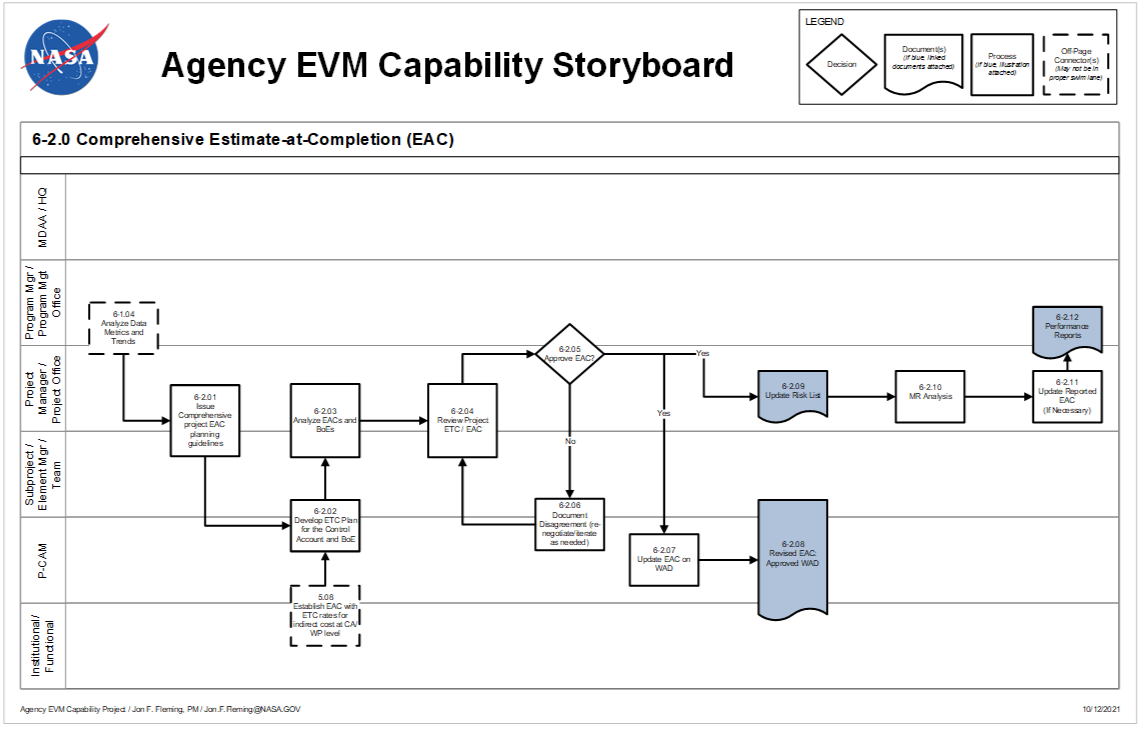 NASA
Agency EVM Capability Storyboard
LEGEND
Decision
Document(s)
(if blue, linked
documents attached)
Process
(if blue, illustration
attached)
Off-Page
Connector(s)
(May not be in
proper swim lane)
6-2.0 Comprehensive Estimate-at-Completion (EAC)
MDAA / HQ
Program Mgr /
Program Mgt
Office
Project
Manager /
Project Office
Subproject /
Element Mgr /
Team
P-CAM
Institutional/
Functional
6-1.04
Analyze Data
Metrics and
Trends
6-2.01
Issue
Comprehensive
project EAC
planning
guidelines
6-2.02
Develop ETC Plan
for the Control
Account and BoE
5.08
Establish EAC with
ETC rates for
indirect cost at CA/
WP level
6-2.03
Analyze EACs and
BoEs
6-2.04
Review Project
ETC / EAC
6-2.05
Approve EAC?
No
6-2.06
Document
Disagreement (re-
negotiate/iterate
as needed)
Yes
Yes
6-2.07
Update EAC on
WAD
6-2.08
Revised EAC:
Approved WAD
6-2.09
Update Risk List
6-2.10
MR Analysis
6-2.11
Update Reported
EAC
(If Necessary)
6-2.12
Performance
Reports
Agency EVM Capability Project / Jon F. Fleming, PM / Jon.F.Fleming@NASA.GOV
10/12/2021